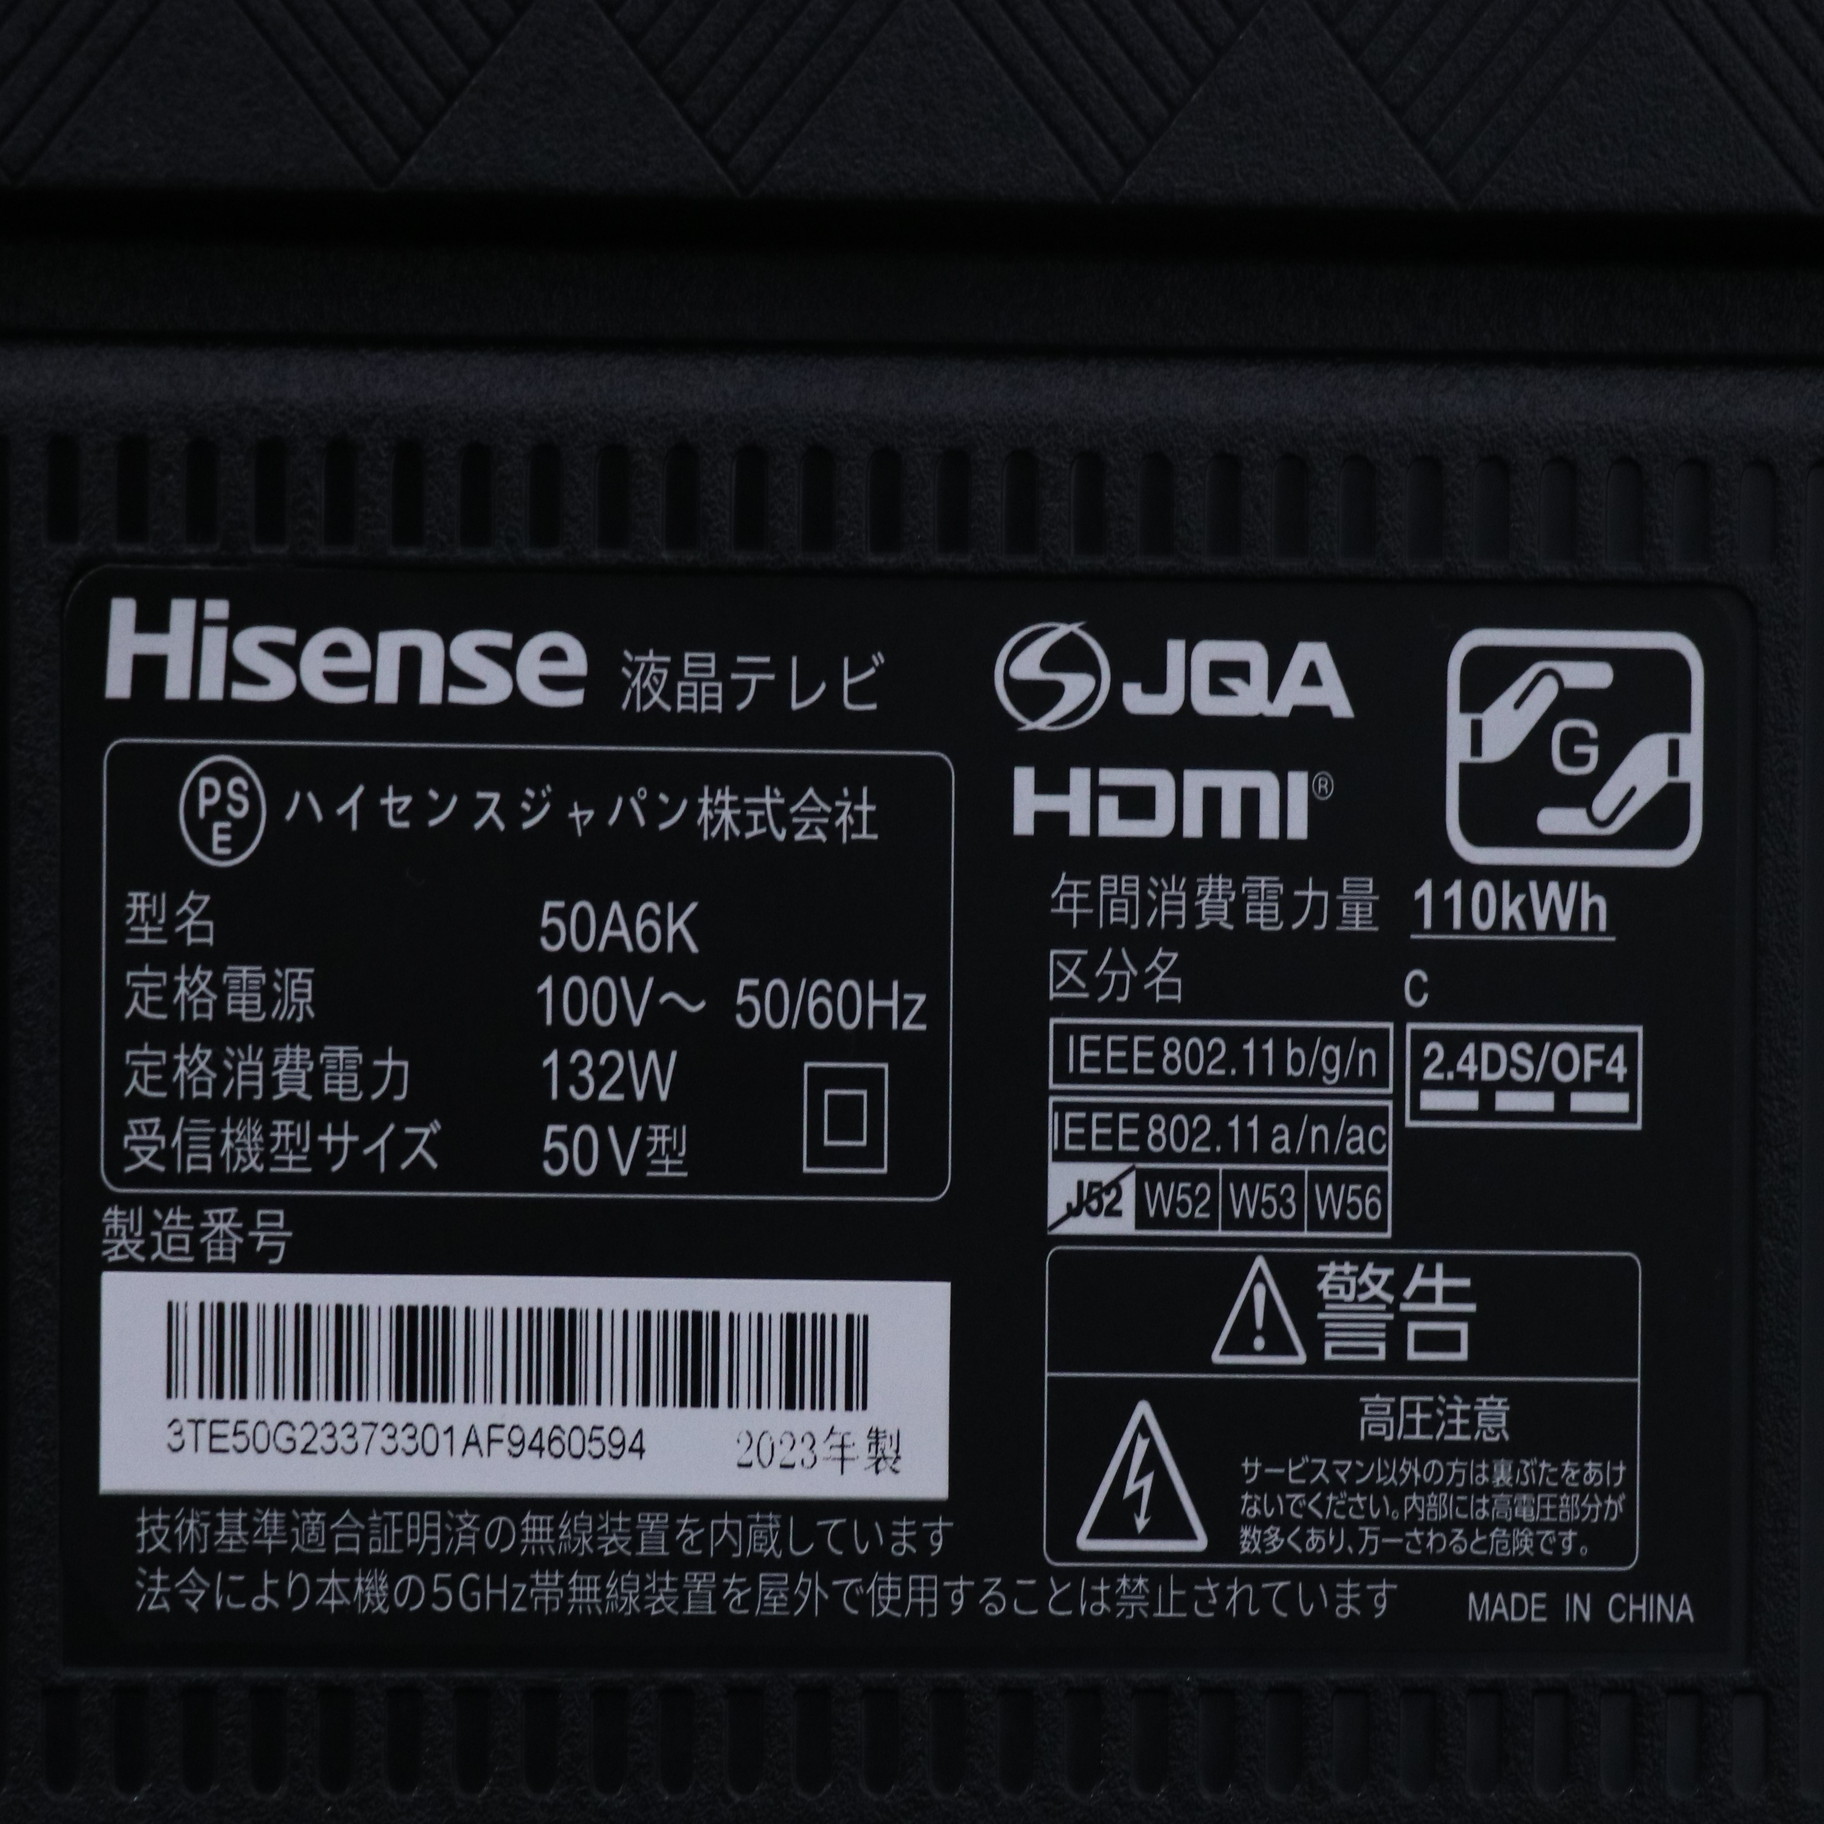 Hisense 液晶テレビ
PS
E
ハイセンスジャパン株式会社
型名 50A6K
定格電源 100V～ 50/60Hz
定格消費電力 132W
受信機型サイズ 50V型
製造番号
3TE50G23373301AF9460594 2023年製
JQA
HDMI®
G
年間消費電力量 110kWh
区分名 C
IEEE802.11b/g/n
2.4DS/OF4
IEEE802.11a/n/ac
J52 W52 W53 W56
警告
高圧注意
サービスマン以外の方は裏ぶたをあけ
ないでください。内部には高電圧部分が
数多くあり、万一さわると危険です。
技術基準適合証明済の無線装置を内蔵しています
法令により本機の5GHz帯無線装置を屋外で使用することは禁止されています
MADE IN CHINA